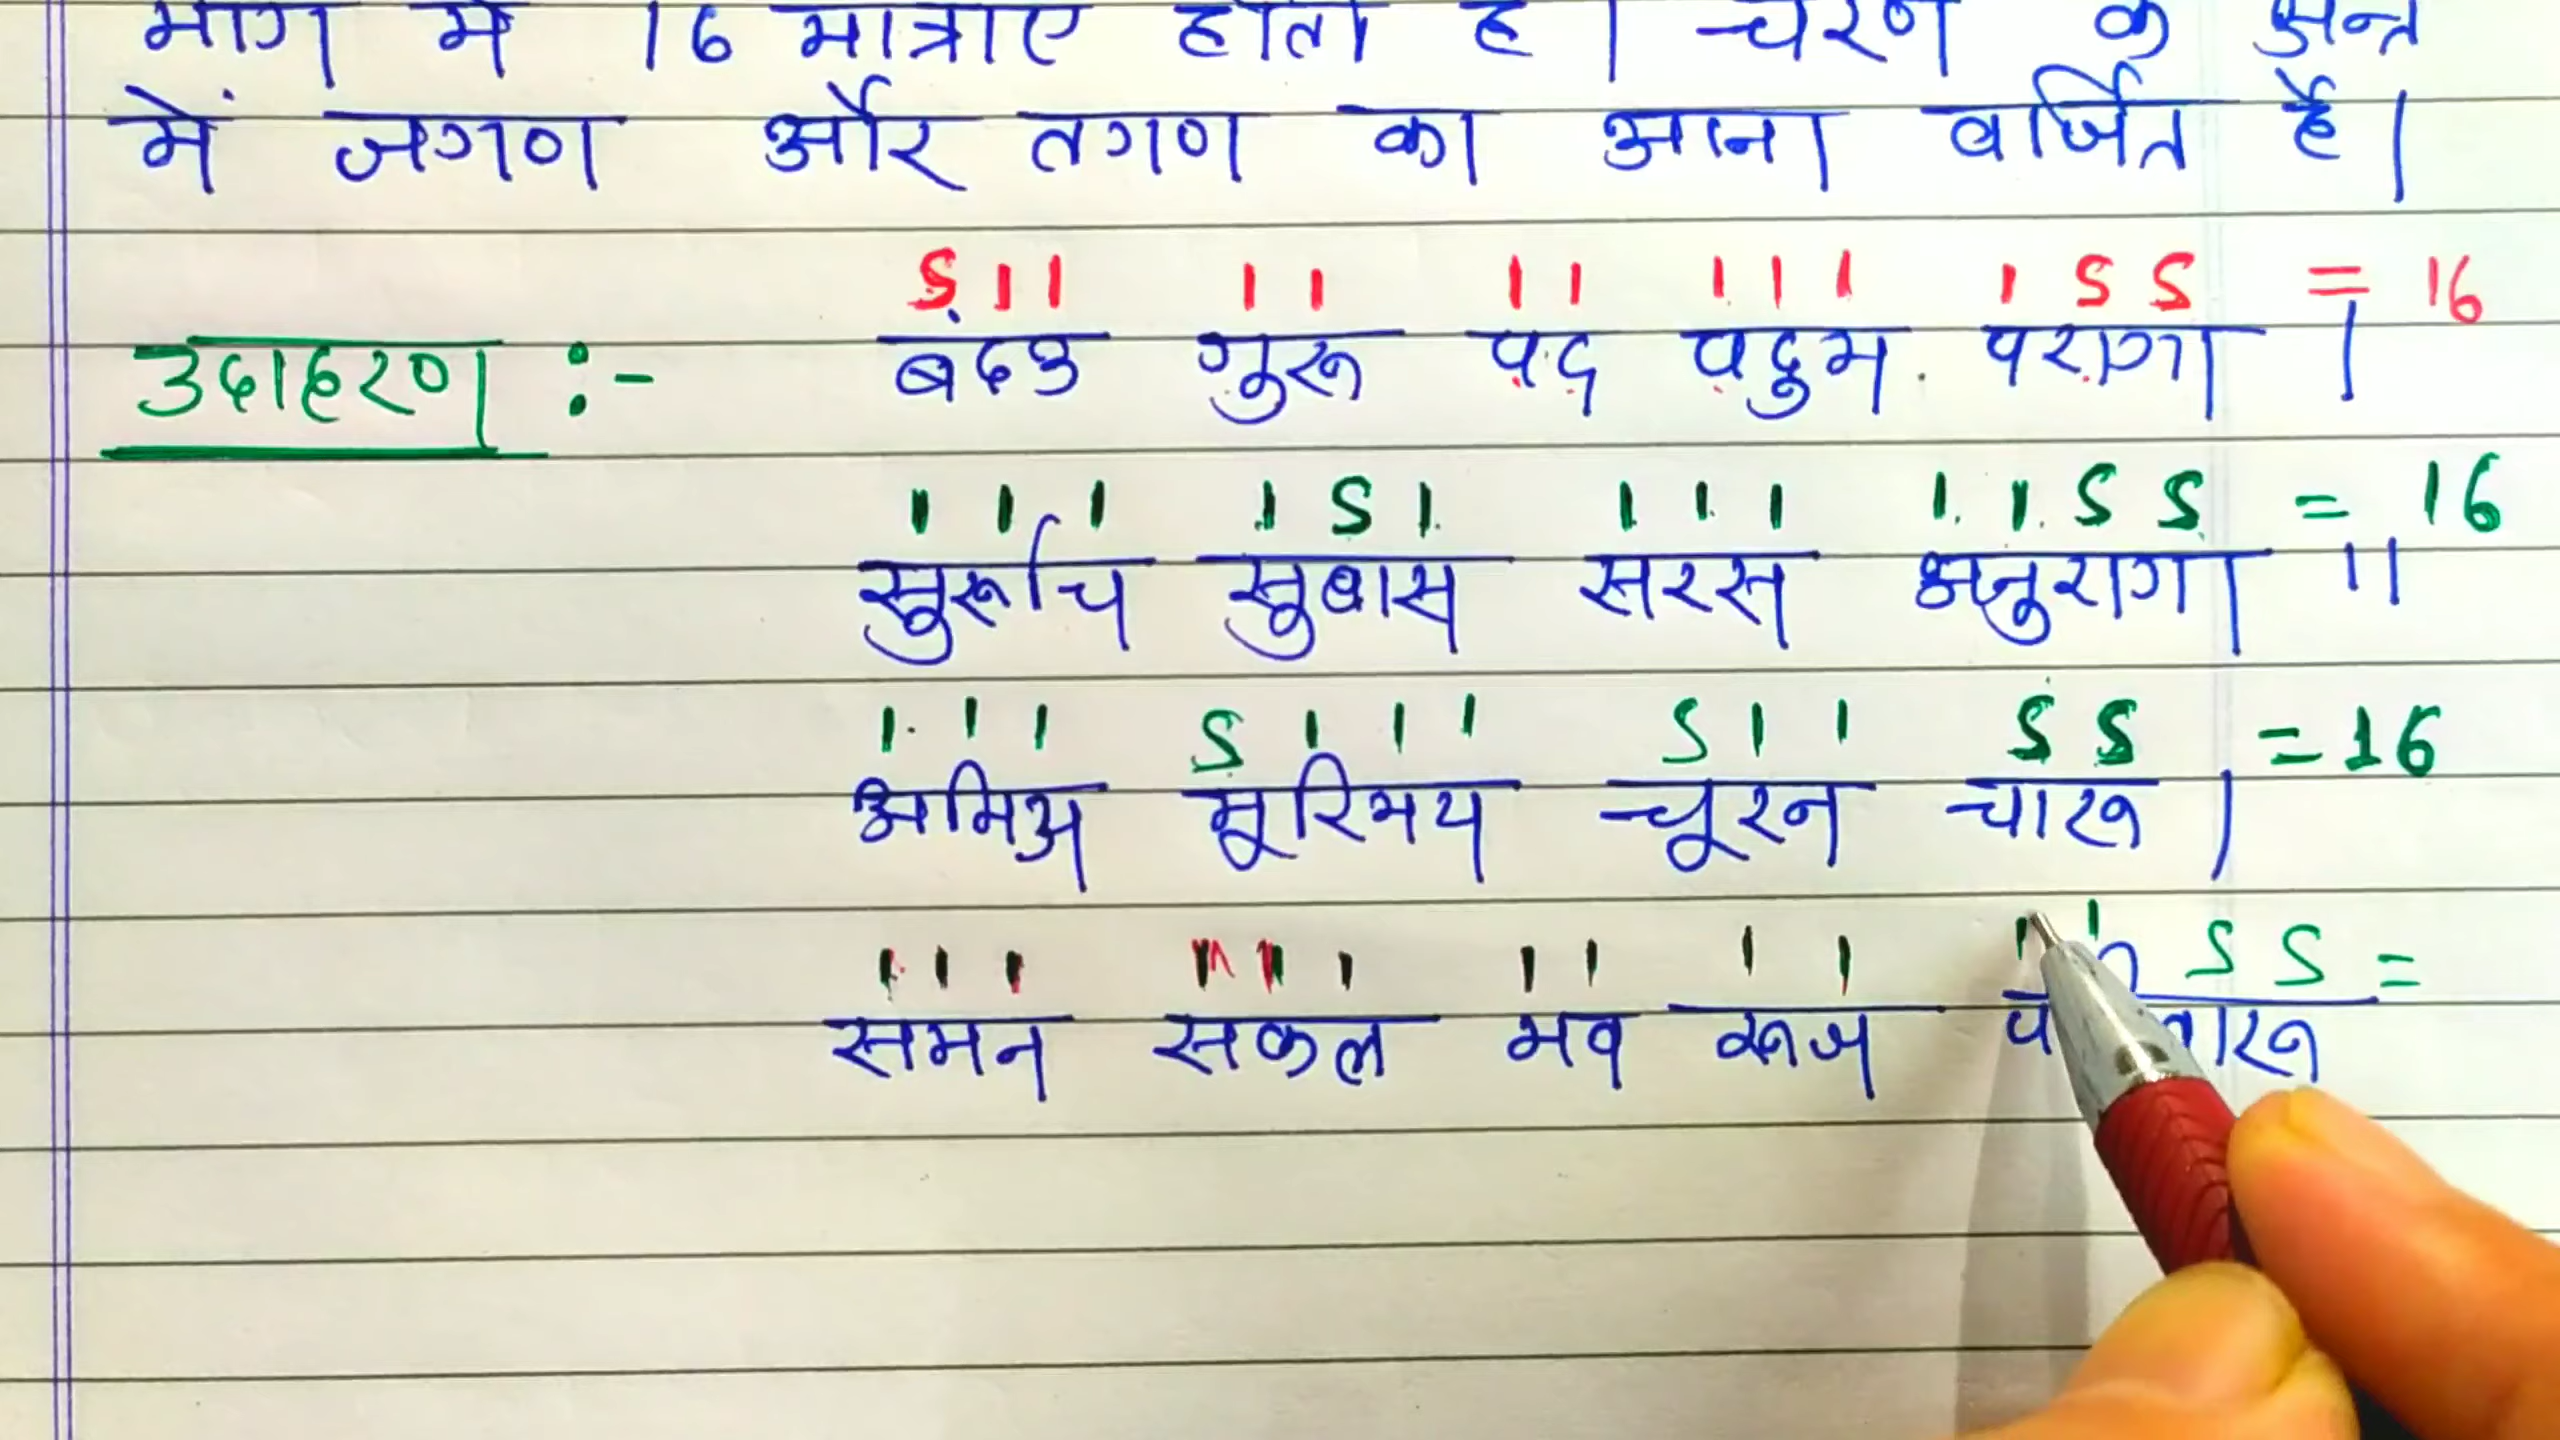 भाग में 16 मात्राएं होती है। चरण के अन्त
में जगण और तगण का आना वर्जित है।
S I I I I I I I I I I S S = 16
उदाहरण :- बंदउ गुरू पद पदुम परागा ।
I I I I S I I I I I I S S = 16
सुरूचि सुबास सरस अनुरागा ।।
I I I S I I I S I I S S = 16
अमिअ मूरिमय चूरन चारू ।
I I I I I I I I I I I I S S =
समन सकल भव रूज